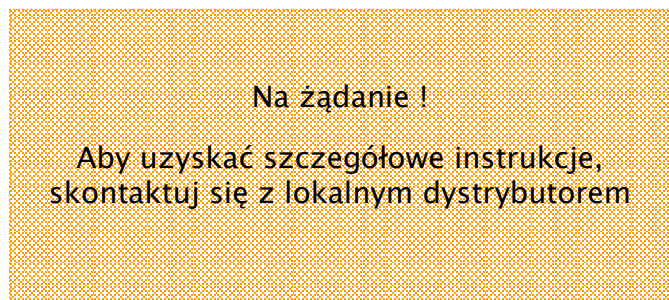 Na żądanie !
Aby uzyskać szczegółowe instrukcje,
skontaktuj się z lokalnym dystrybutorem